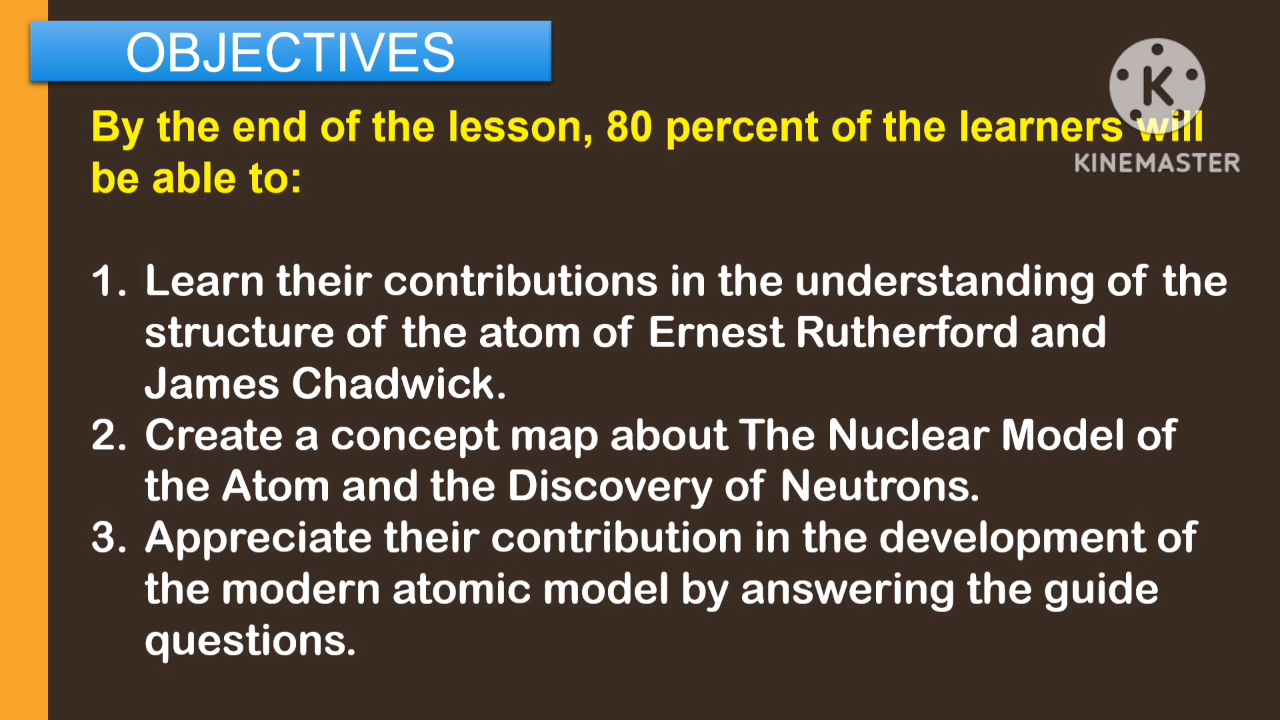 OBJECTIVES
By the end of the lesson, 80 percent of the learners will
be able to:
K
KINEMASTER
1. Learn their contributions in the understanding of the
structure of the atom of Ernest Rutherford and
James Chadwick.
2. Create a concept map about The Nuclear Model of
the Atom and the Discovery of Neutrons.
3. Appreciate their contribution in the development of
the modern atomic model by answering the guide
questions.